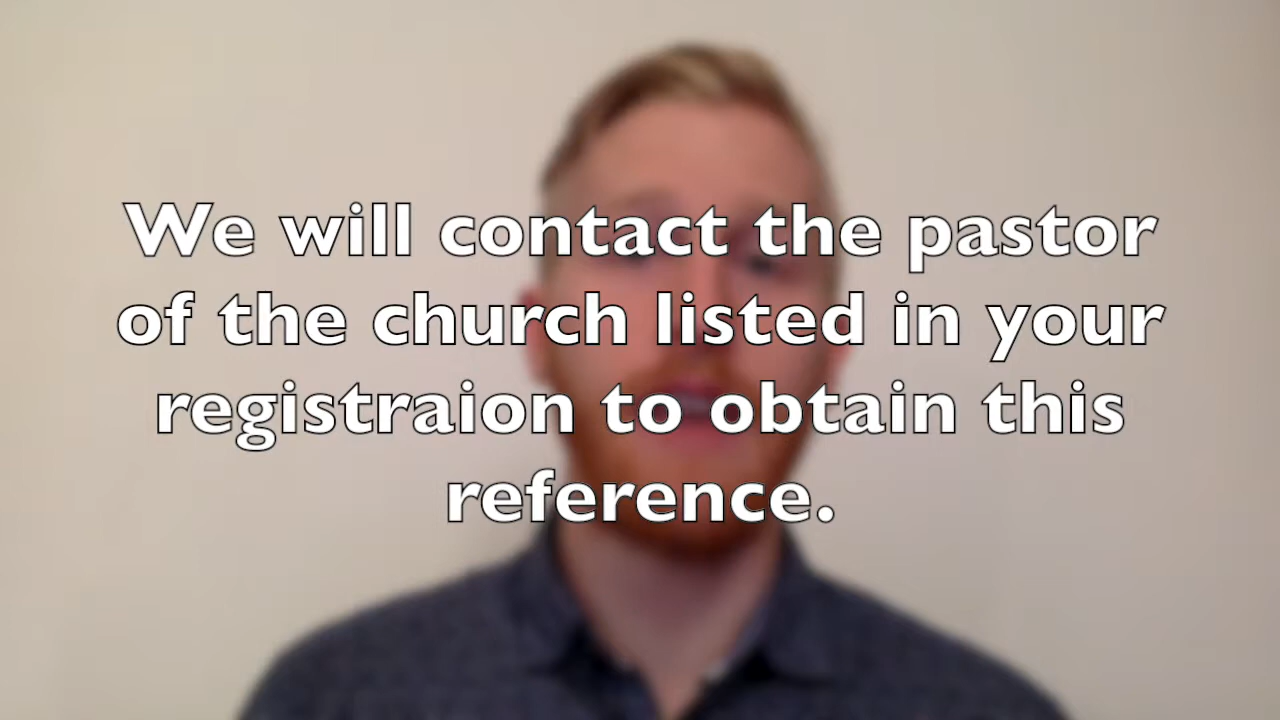 We will contact the pastor
of the church listed in your
registraion to obtain this
reference.